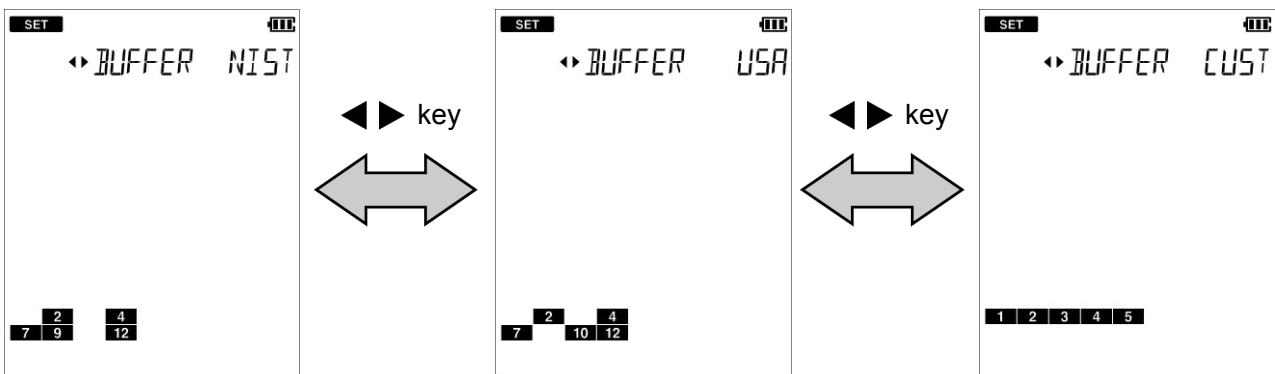 SET
BUFFER NIST
2 4
7 9 12
key
SET
BUFFER USA
2 4
7 10 12
key
SET
BUFFER CUST
1 2 3 4 5